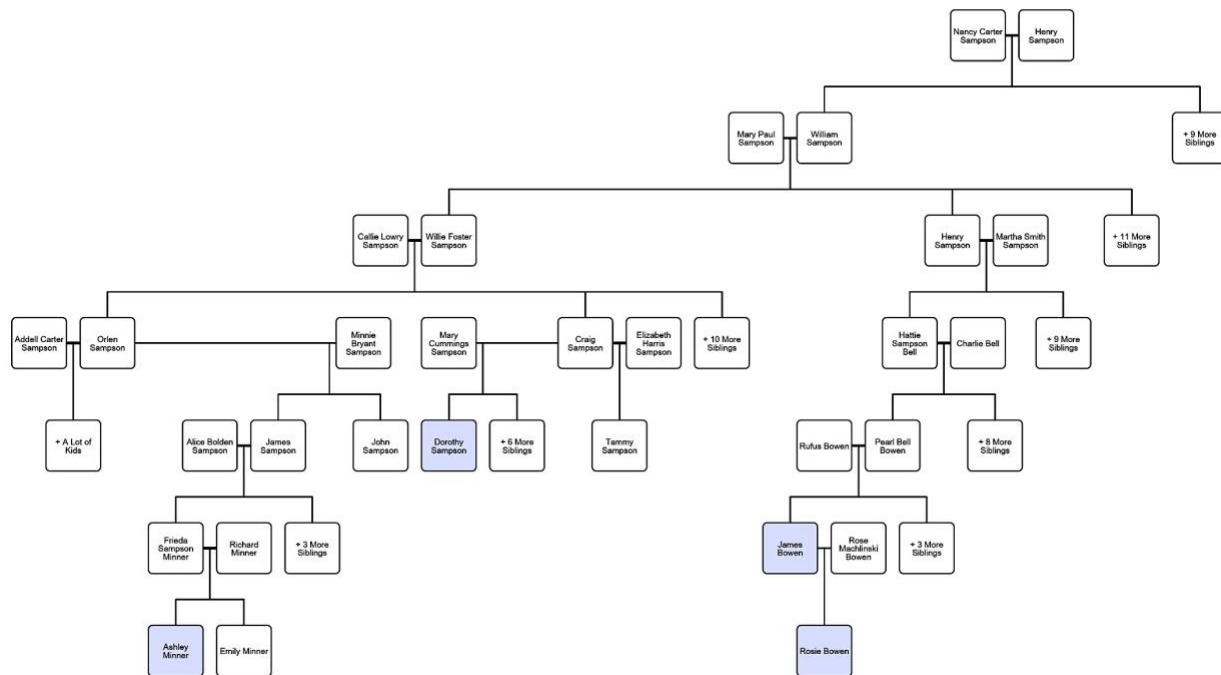 Nancy Carter
Sampson
Henry
Sampson
Mary Paul
Sampson
William
Sampson
+ 9 More
Siblings
Callie Lowry
Sampson
Willie Foster
Sampson
Henry
Sampson
Martha Smith
Sampson
+ 11 More
Siblings
Addell Carter
Sampson
Orlen
Sampson
Minnie
Bryant
Sampson
Mary
Cummings
Sampson
Craig
Sampson
Elizabeth
Harris
Sampson
+ 10 More
Siblings
Hattie
Sampson
Bell
Charlie Bell
+ 9 More
Siblings
+ A Lot of
Kids
Alice Bolden
Sampson
James
Sampson
John
Sampson
Dorothy
Sampson
+ 6 More
Siblings
Tammy
Sampson
Rufus Bowen
Pearl Bell
Bowen
+ 8 More
Siblings
Frieda
Sampson
Minner
Richard
Minner
+ 3 More
Siblings
James
Bowen
Rose
Machlinski
Bowen
+ 3 More
Siblings
Ashley
Minner
Emily Minner
Rosie Bowen